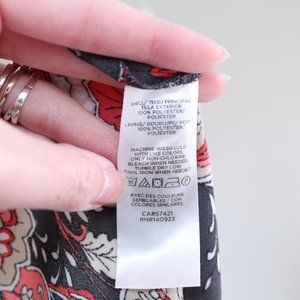 SHELL/ TISSU PRINCIPAL
TELA EXTERIOR
100% POLYESTER/
POLIESTER
LINING/ DOUBLURE/
100% POLYESTER/
POLIESTER
MACHINE WASH COLD
WITH LIKE COLORS
ONLY NON-CHLORINE
BLEACH WHEN NEEDED
TUMBLE DRY LOW
COOL IRON WHEN NEEDED
AVEC DES COULEURS
SEMBLABLES / CON
COLORES SIMILARES
CA#57421
RN#140923